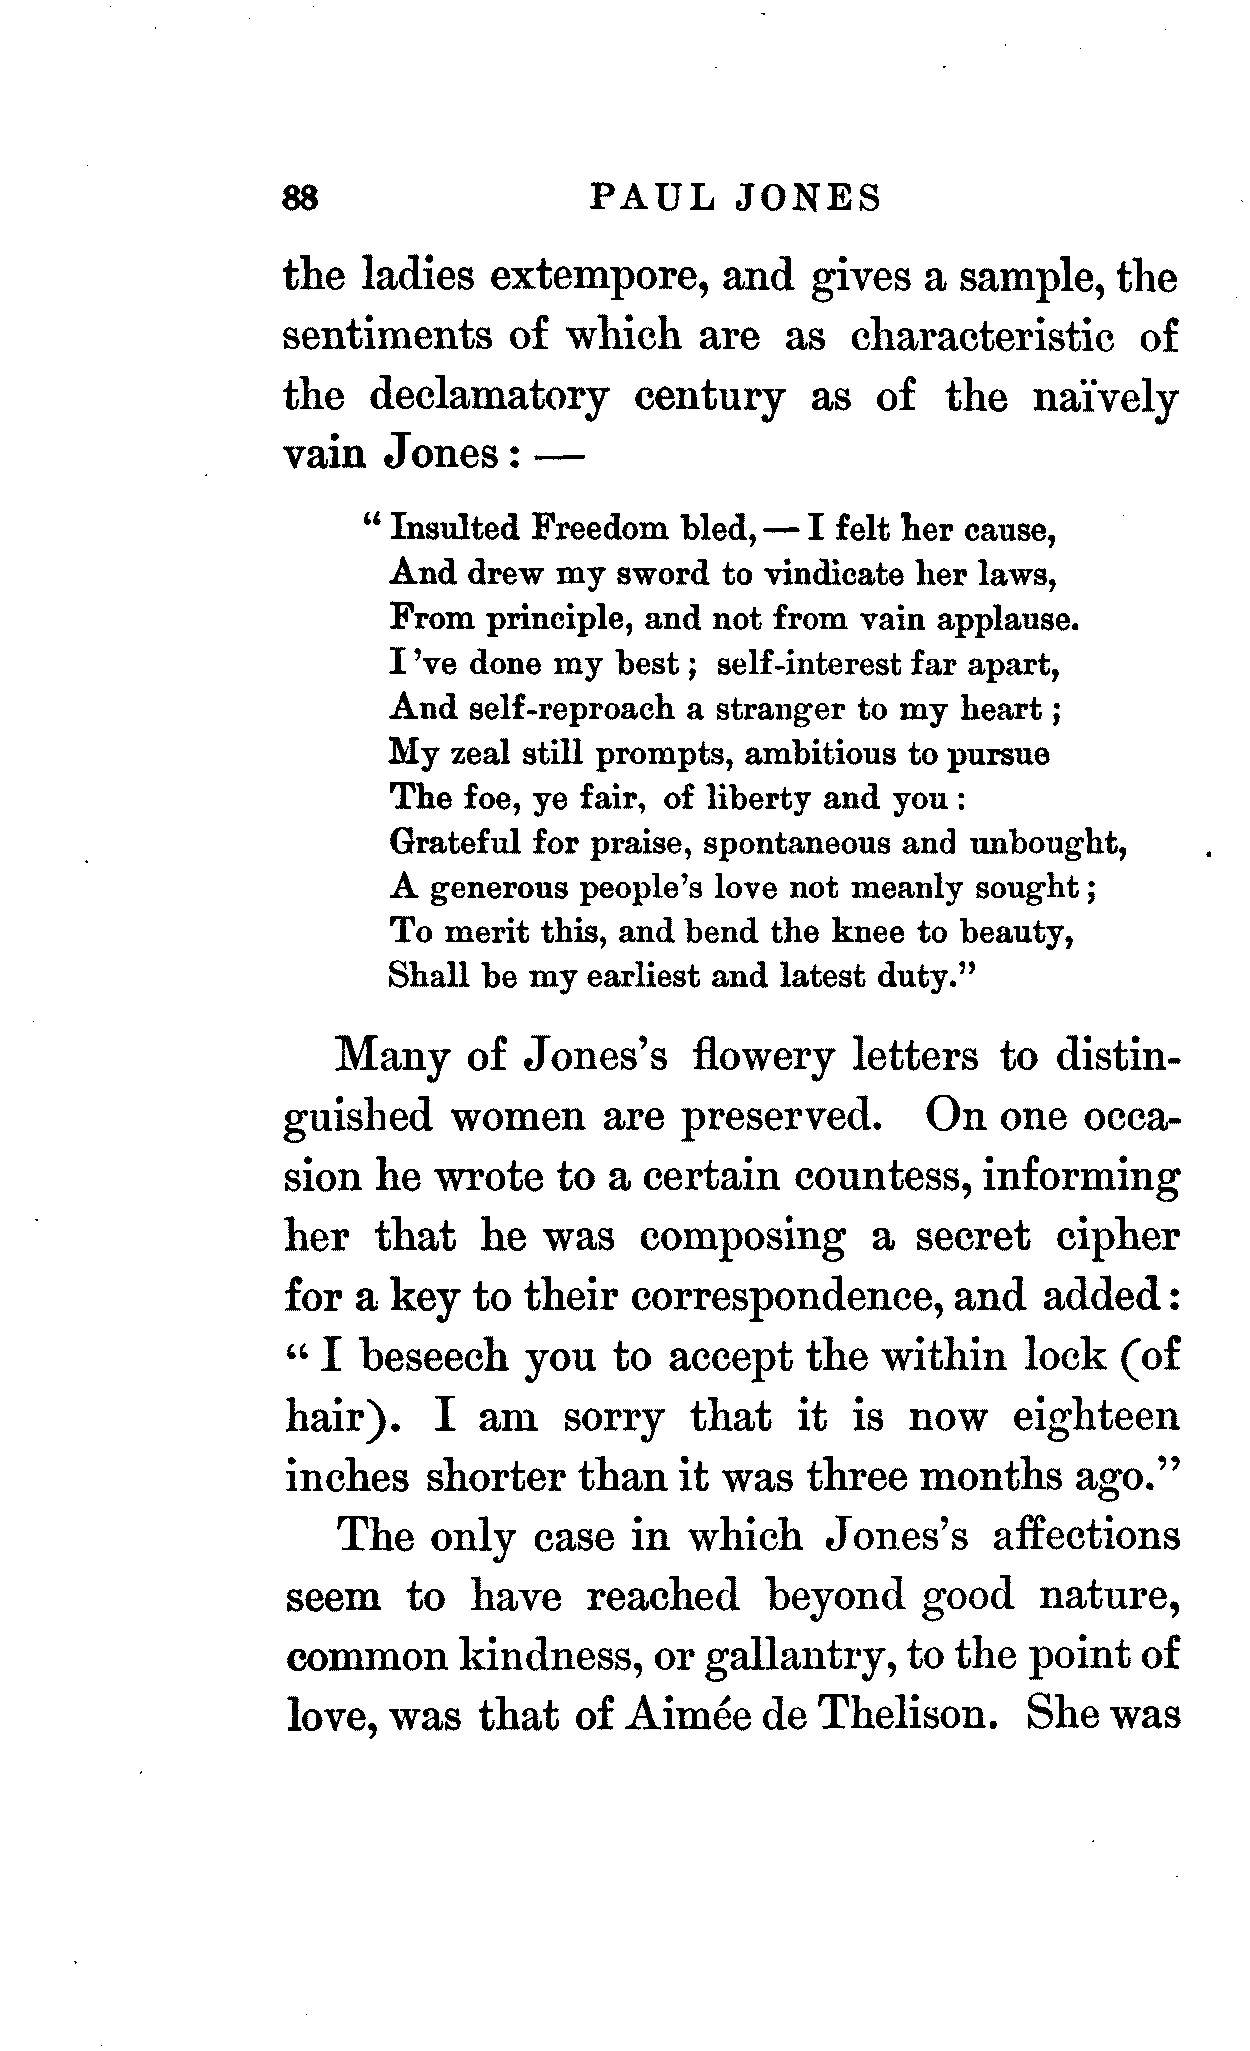 88 PAUL JONES
the ladies extempore, and gives a sample, the
sentiments of which are as characteristic of
the declamatory century as of the naïvely
vain Jones : —
“ Insulted Freedom bled, — I felt her cause,
And drew my sword to vindicate her laws,
From principle, and not from vain applause.
I ’ve done my best ; self-interest far apart,
And self-reproach a stranger to my heart ;
My zeal still prompts, ambitious to pursue
The foe, ye fair, of liberty and you :
Grateful for praise, spontaneous and unbought,
A generous people’s love not meanly sought ;
To merit this, and bend the knee to beauty,
Shall be my earliest and latest duty.”
Many of Jones’s flowery letters to distin-
guished women are preserved. On one occa-
sion he wrote to a certain countess, informing
her that he was composing a secret cipher
for a key to their correspondence, and added :
“ I beseech you to accept the within lock (of
hair). I am sorry that it is now eighteen
inches shorter than it was three months ago.”
The only case in which Jones’s affections
seem to have reached beyond good nature,
common kindness, or gallantry, to the point of
love, was that of Aimée de Thelison. She was